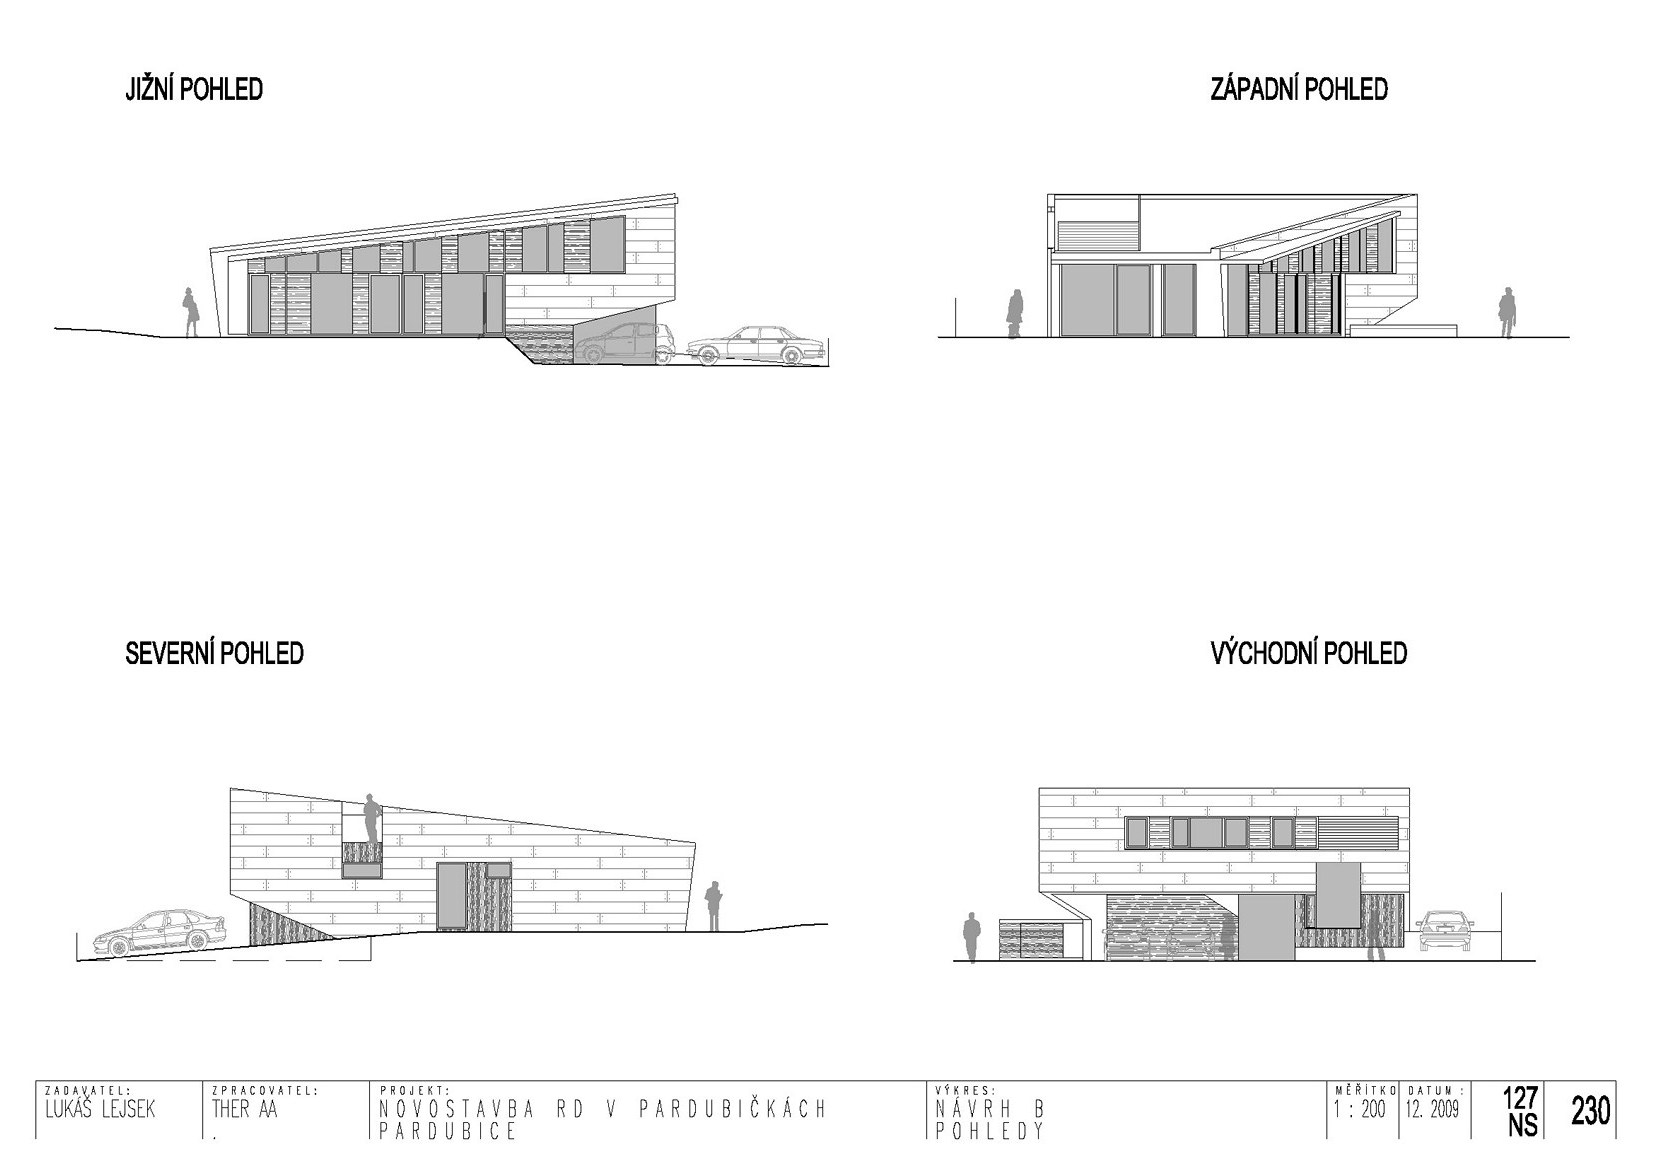 JIŽNÍ POHLED
ZÁPADNÍ POHLED
SEVERNÍ POHLED
VÝCHODNÍ POHLED
ZADAVATEL:
LUKÁŠ LEJSEK
ZPRACOVATEL:
THER AA
.
PROJEKT:
NOVOSTAVBA RD V PARDUBIČKÁCH
PARDUBICE
VÝKRES:
NÁVRH B
POHLEDY
MĚŘÍTKO
1 : 200
DATUM :
12. 2009
127
NS
230